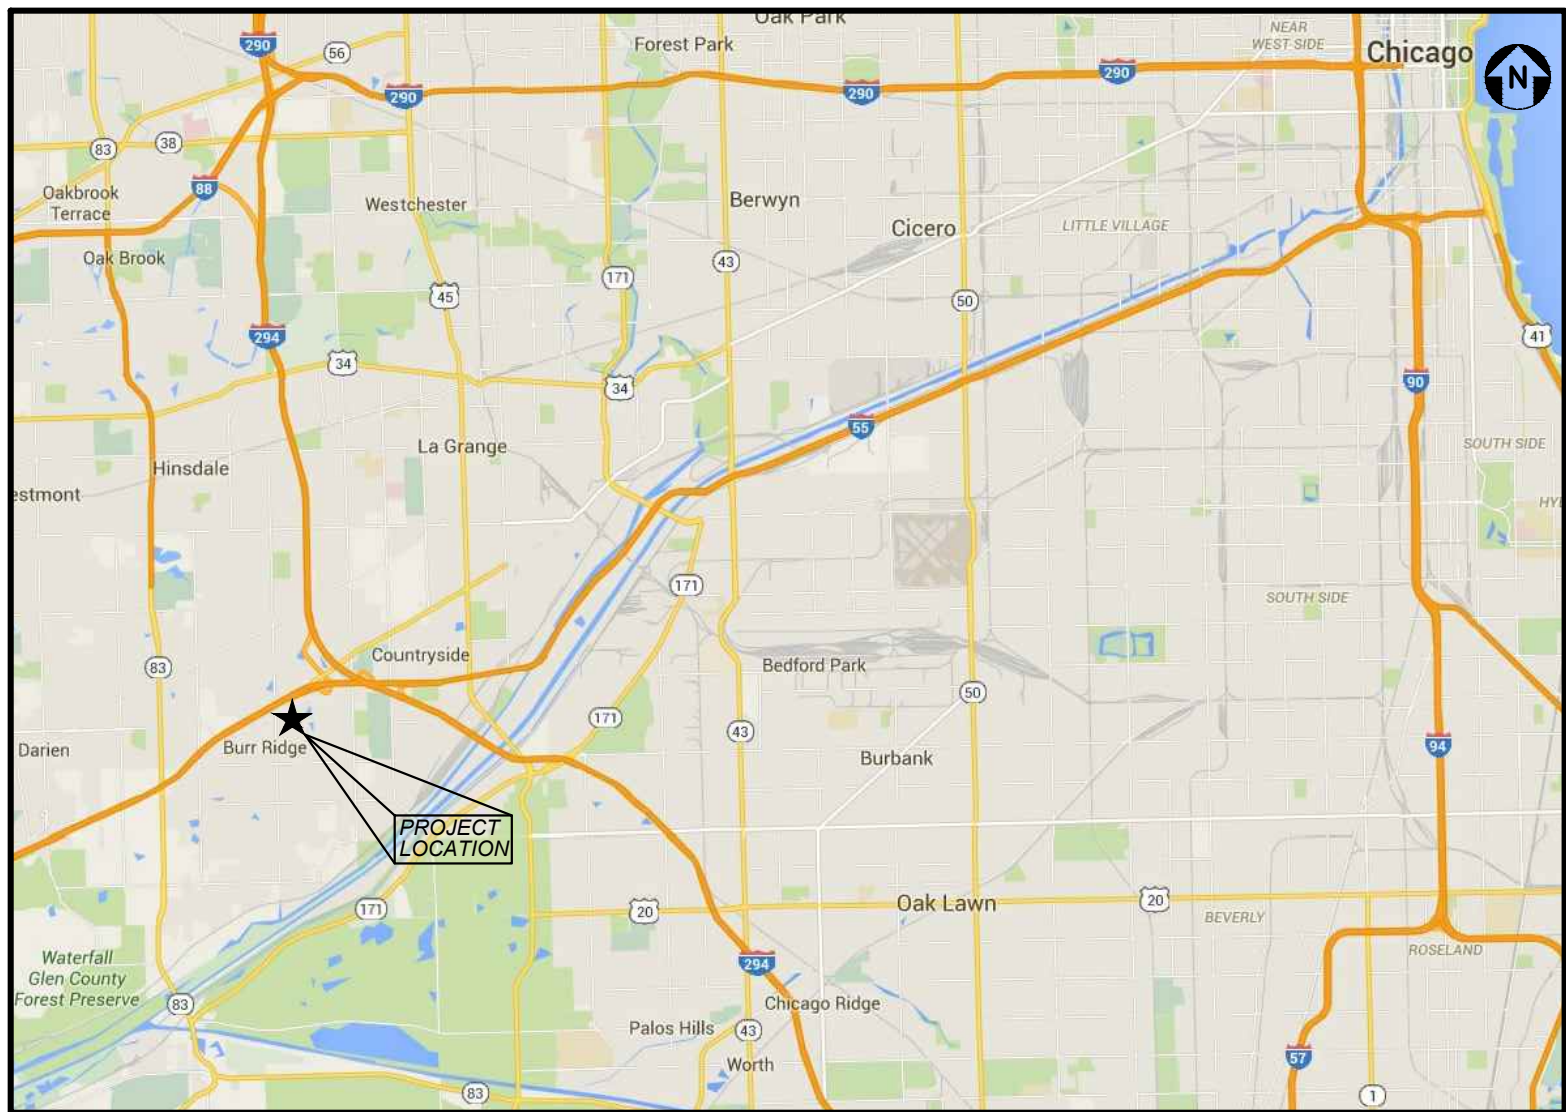 Oak Park
NEAR
WEST SIDE
Forest Park
Chicago
N
290
56
290
290
290
83
38
88
Oakbrook
Terrace
Westchester
Berwyn
Cicero
LITTLE VILLAGE
Oak Brook
43
171
45
50
294
34
34
41
90
55
La Grange
Hinsdale
SOUTH SIDE
estmont
HY
171
SOUTH SIDE
Countryside
83
Bedford Park
50
171
43
Darien
Burr Ridge
94
Burbank
PROJECT
LOCATION
171
20
Oak Lawn
20
BEVERLY
ROSELAND
Waterfall
Glen County
Forest Preserve
294
83
Chicago Ridge
Palos Hills
43
Worth
57
83
1